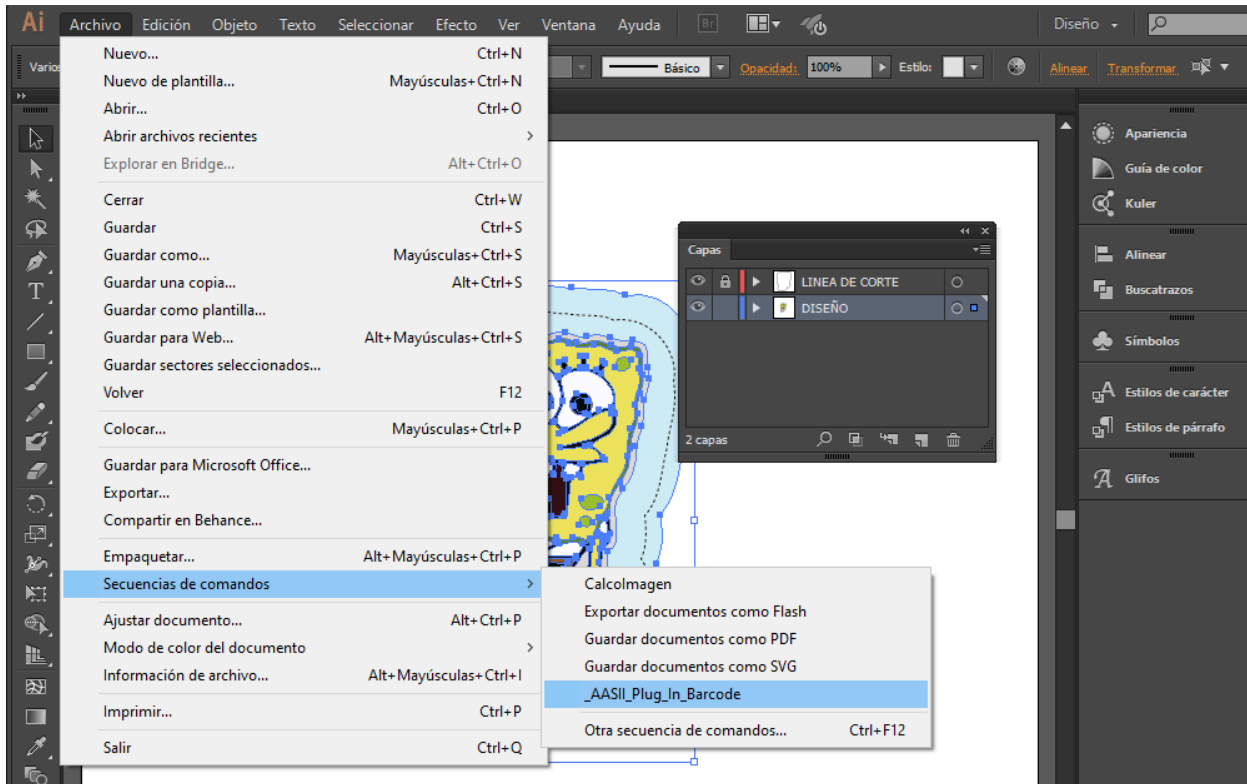 Ai Archivo Edición Objeto Texto Seleccionar Efecto Ver Ventana Ayuda Br Diseño
Básico Opacidad: 100% Estilo: Alinear Transformar
Nuevo... Ctrl+N
Nuevo de plantilla... Mayúsculas+Ctrl+N
Abrir... Ctrl+O
Abrir archivos recientes
Explorar en Bridge... Alt+Ctrl+O
Cerrar Ctrl+W
Guardar Ctrl+S
Guardar como... Mayúsculas+Ctrl+S
Guardar una copia... Alt+Ctrl+S
Guardar como plantilla...
Guardar para Web... Alt+Mayúsculas+Ctrl+S
Guardar sectores seleccionados...
Volver F12
Colocar... Mayúsculas+Ctrl+P
Guardar para Microsoft Office...
Exportar...
Compartir en Behance...
Empaquetar... Alt+Mayúsculas+Ctrl+P
Secuencias de comandos
Ajustar documento... Alt+Ctrl+P
Modo de color del documento
Información de archivo... Alt+Mayúsculas+Ctrl+I
Imprimir... Ctrl+P
Salir Ctrl+Q
CalcoImagen
Exportar documentos como Flash
Guardar documentos como PDF
Guardar documentos como SVG
_AASII_Plug_In_Barcode
Otra secuencia de comandos... Ctrl+F12
Capas
LINEA DE CORTE
DISEÑO
2 capas
Apariencia
Guía de color
Kuler
Alinear
Buscatrazos
Símbolos
Estilos de carácter
Estilos de párrafo
Glifos